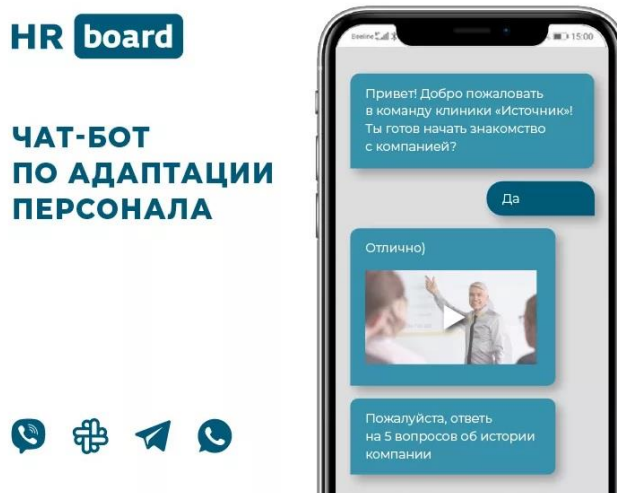 HR board
ЧАТ-БОТ
ПО АДАПТАЦИИ
ПЕРСОНАЛА
Beeline
15:00
Привет! Добро пожаловать
в команду клиники «Источник»!
Ты готов начать знакомство
с компанией?
Да
Отлично)
Пожалуйста, ответь
на 5 вопросов об истории
компании